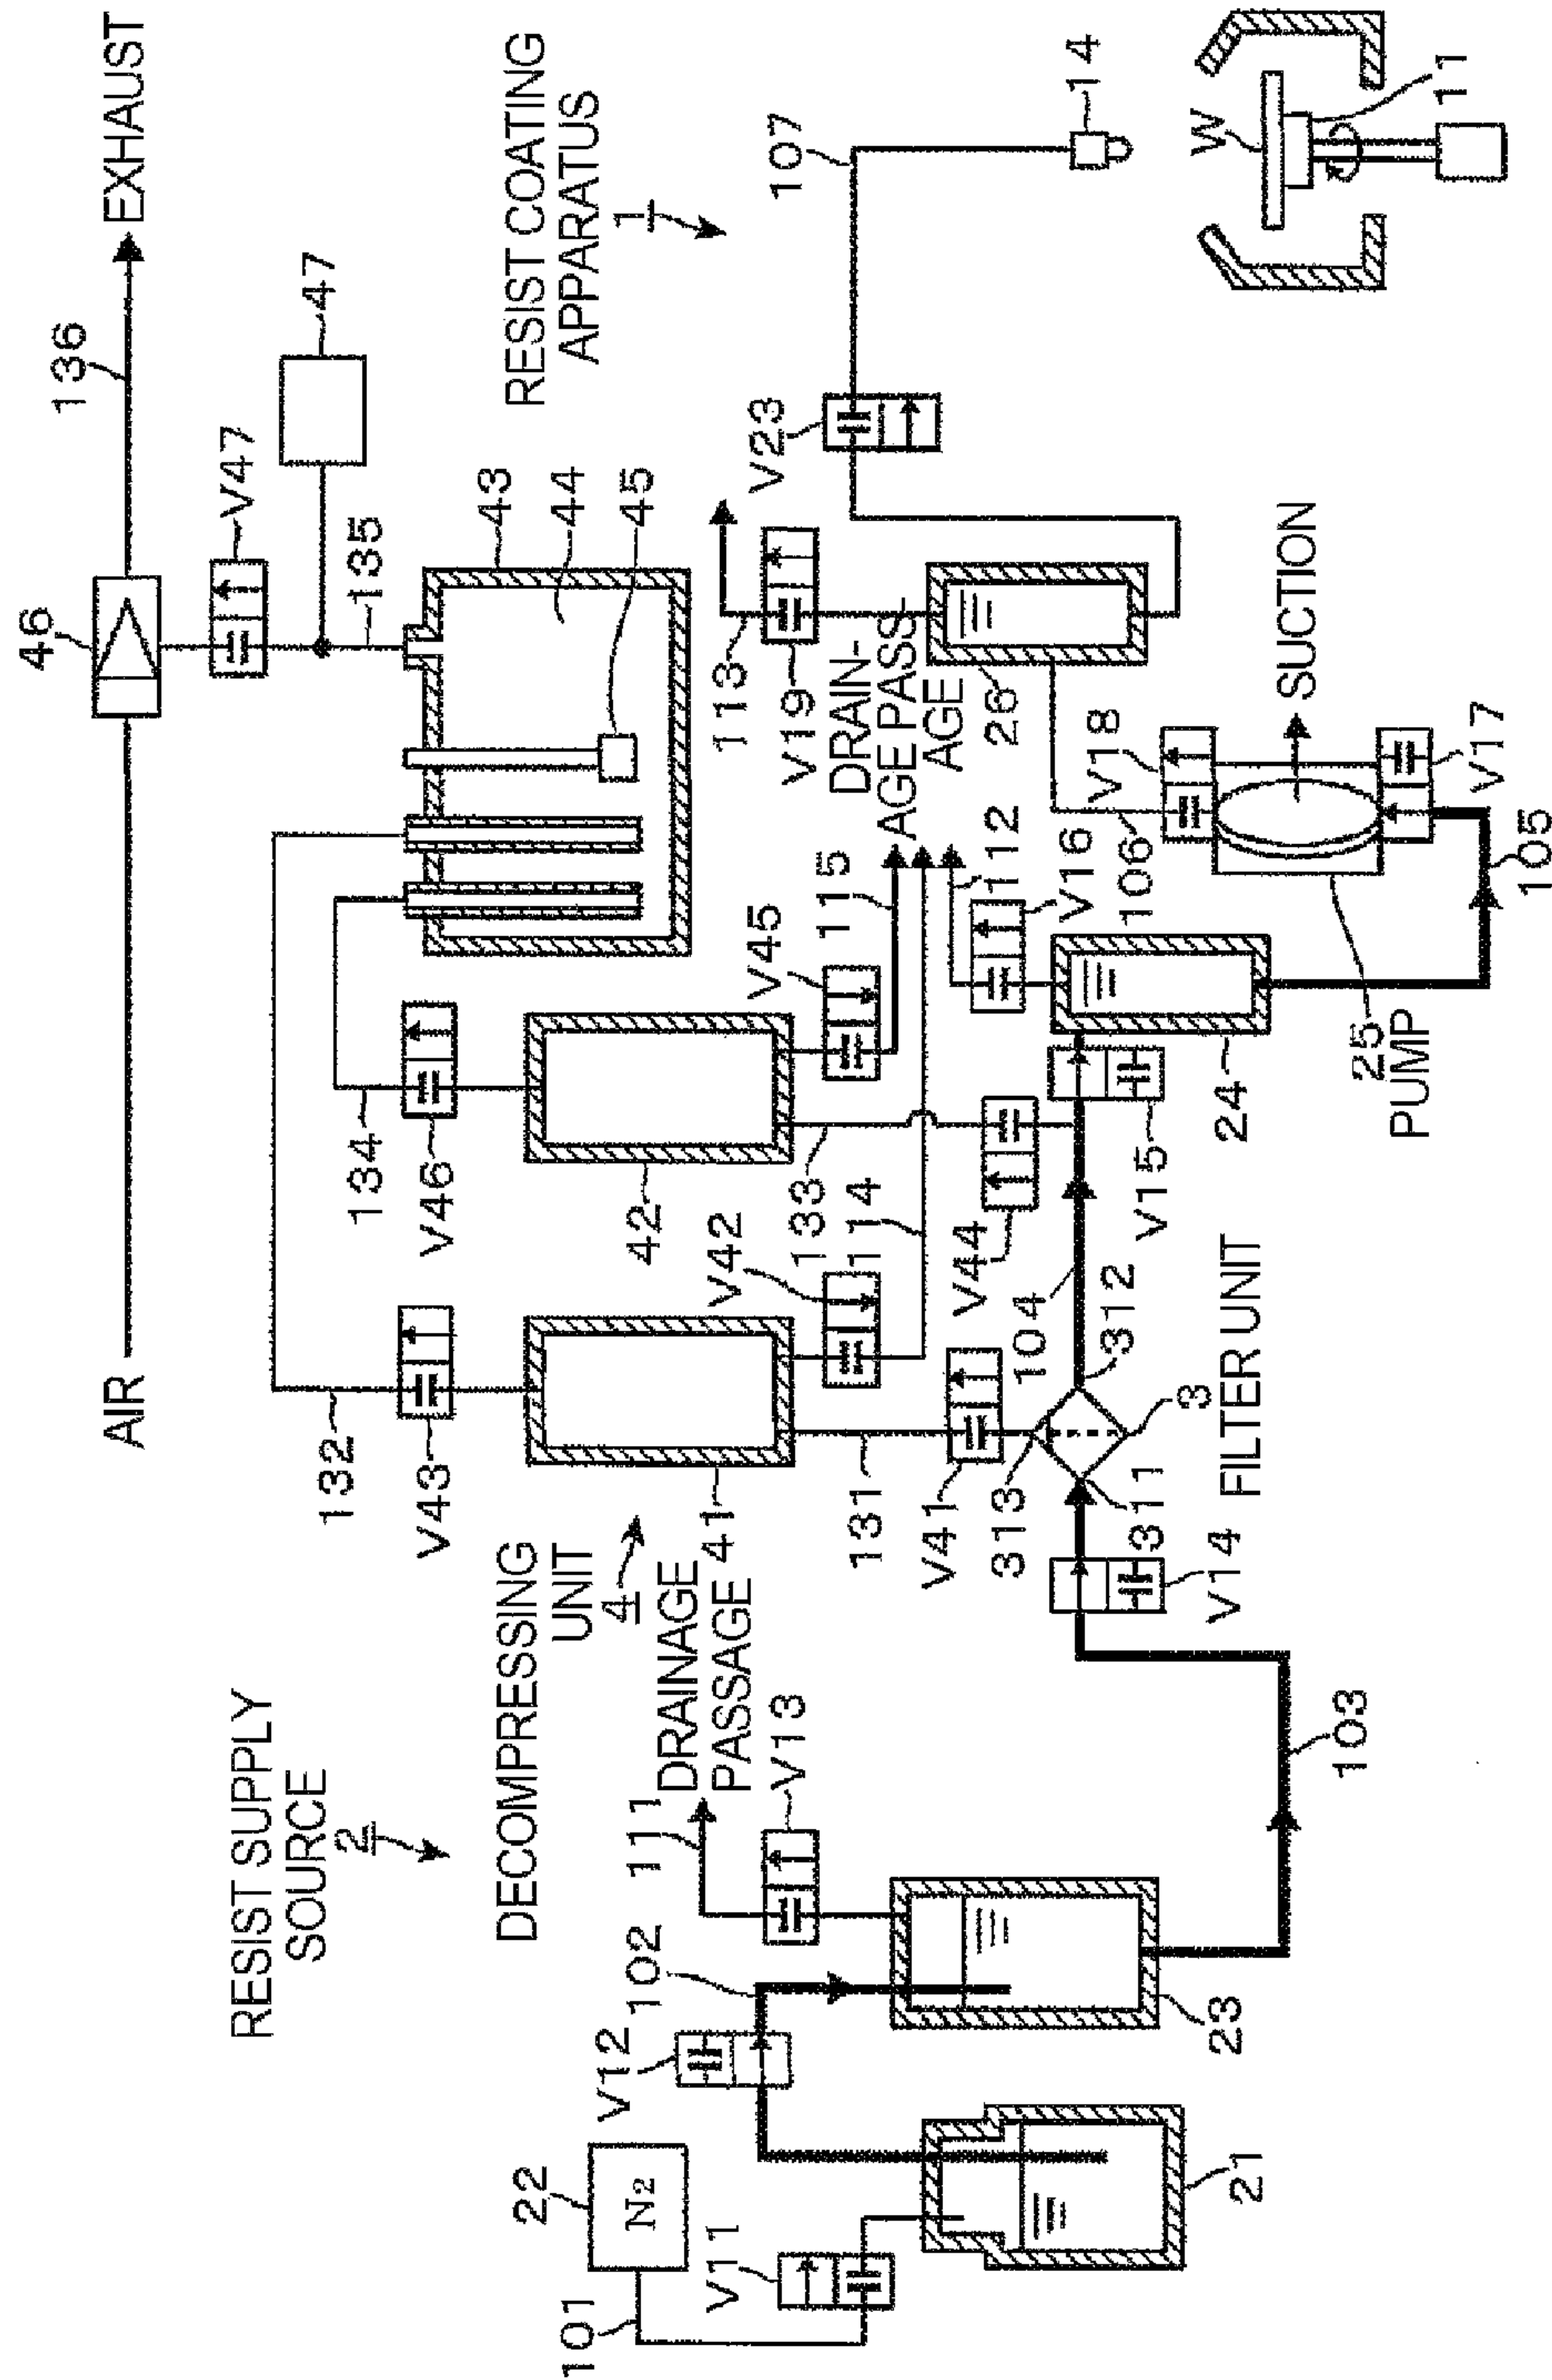 AIR
46
136
EXHAUST
V47
47
135
132
V43
134
V46
43
44
45
RESIST COATING
APPARATUS
1
RESIST SUPPLY
SOURCE
2
DECOMPRESSING
UNIT
4
DRAINAGE
PASSAGE
41
42
V42
V45
115
114
133
V44
131
V41
313
311
312
3
FILTER UNIT
104
V15
24
V16
112
DRAIN-
AGE PASS-
AGE
113
V19
V23
107
14
W
11
26
106
V18
SUCTION
V17
105
25
PUMP
V14
103
111
V13
102
V12
23
21
22
N2
V11
101